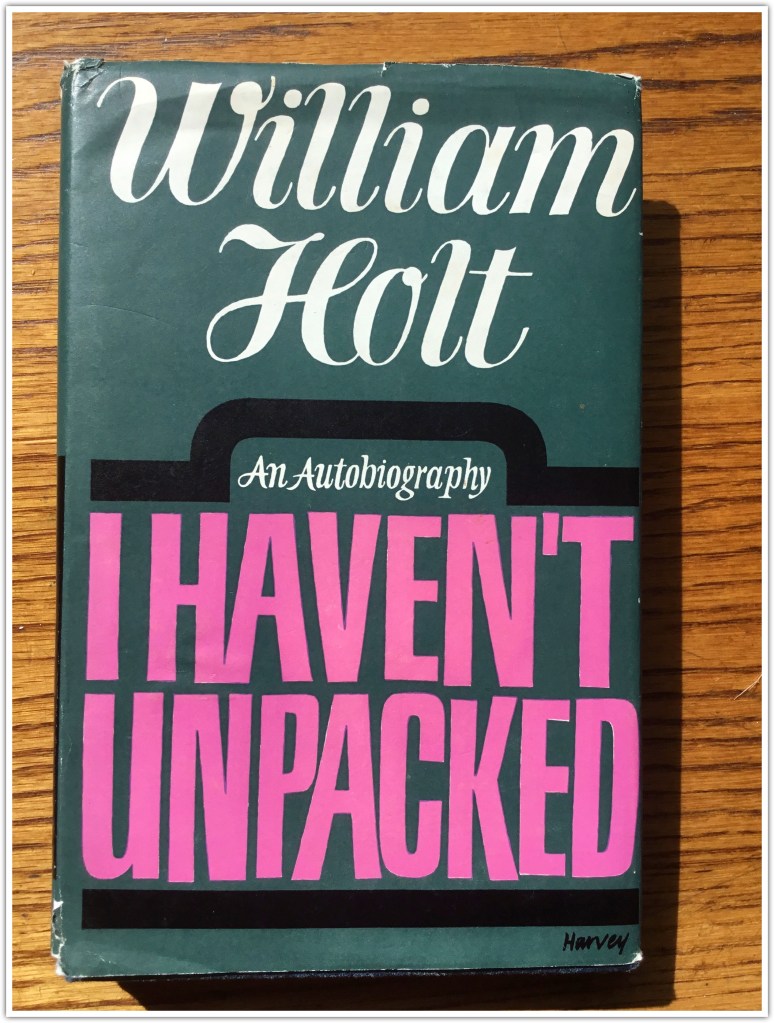 William
Holt
An Autobiography
I HAVEN'T
UNPACKED
Harvey